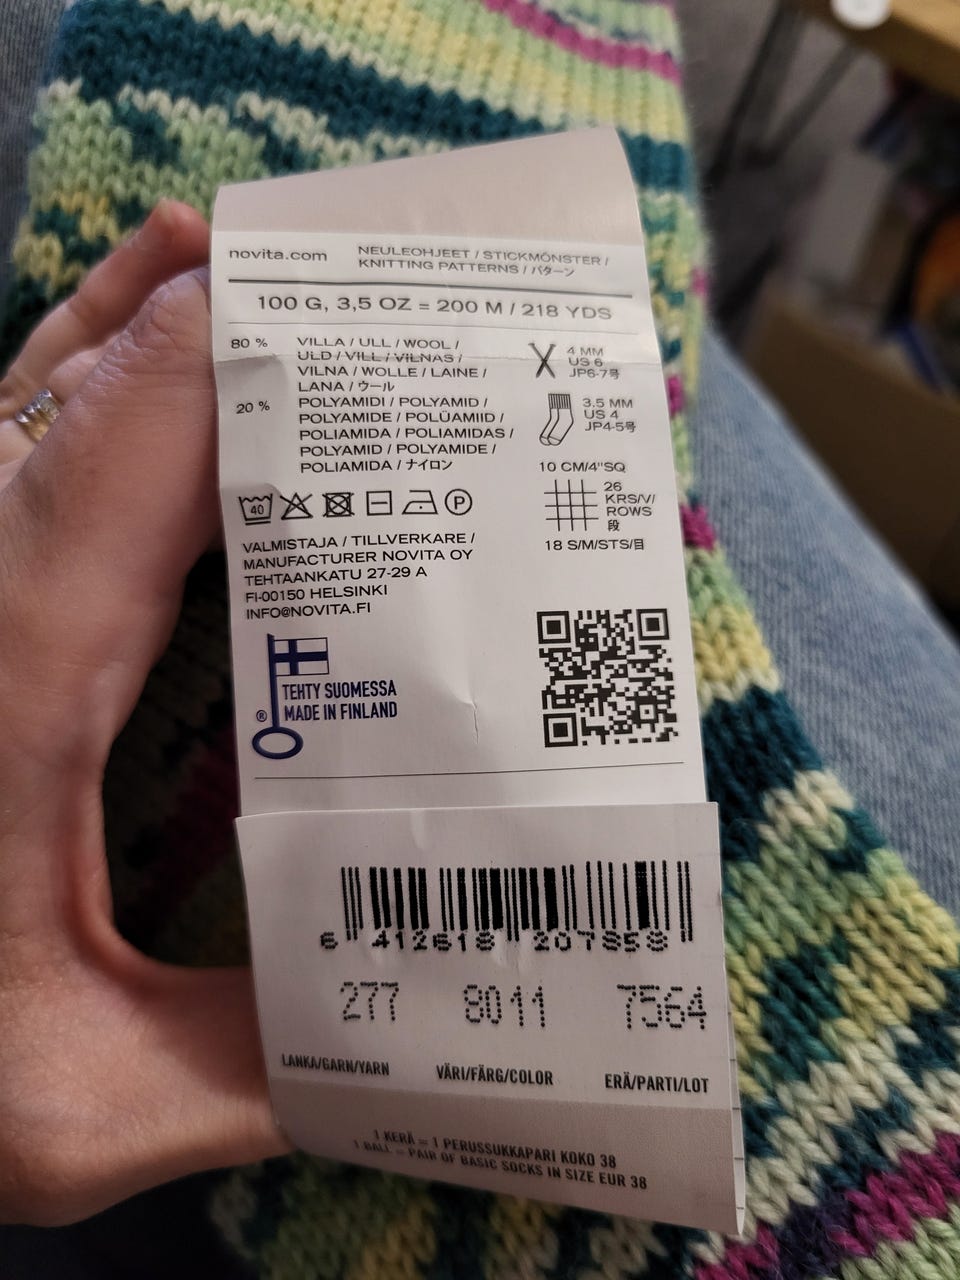 novita.com
NEULEOHJEET / STICKMÖNSTER /
KNITTING PATTERNS / パターン
100 G, 3,5 OZ = 200 M / 218 YDS
80 %
VILLA / ULL / WOOL /
ULD / VILL / VILNAS /
VILNA / WOLLE / LAINE /
LANA / ウール
20 %
POLYAMIDI / POLYAMID /
POLYAMIDE / POLÜAMIID /
POLIAMIDA / POLIAMIDAS /
POLYAMID / POLYAMIDE /
POLIAMIDA / ナイロン
4 MM
US 6
JP6-7号
3.5 MM
US 4
JP4-5号
10 CM/4"SQ
26
KRS/V/
ROWS
段
18 S/M/STS/目
40
P
VALMISTAJA / TILLVERKARE /
MANUFACTURER NOVITA OY
TEHTAANKATU 27-29 A
FI-00150 HELSINKI
INFO@NOVITA.FI
® TEHTY SUOMESSA
MADE IN FINLAND
6 412618 207858
277 8011 7564
LANKA/GARN/YARN VÄRI/FÄRG/COLOR ERÄ/PARTI/LOT
1 KERÄ = 1 PERUSSUKKAPARI KOKO 38
1 BALL = PAIR OF BASIC SOCKS IN SIZE EUR 38